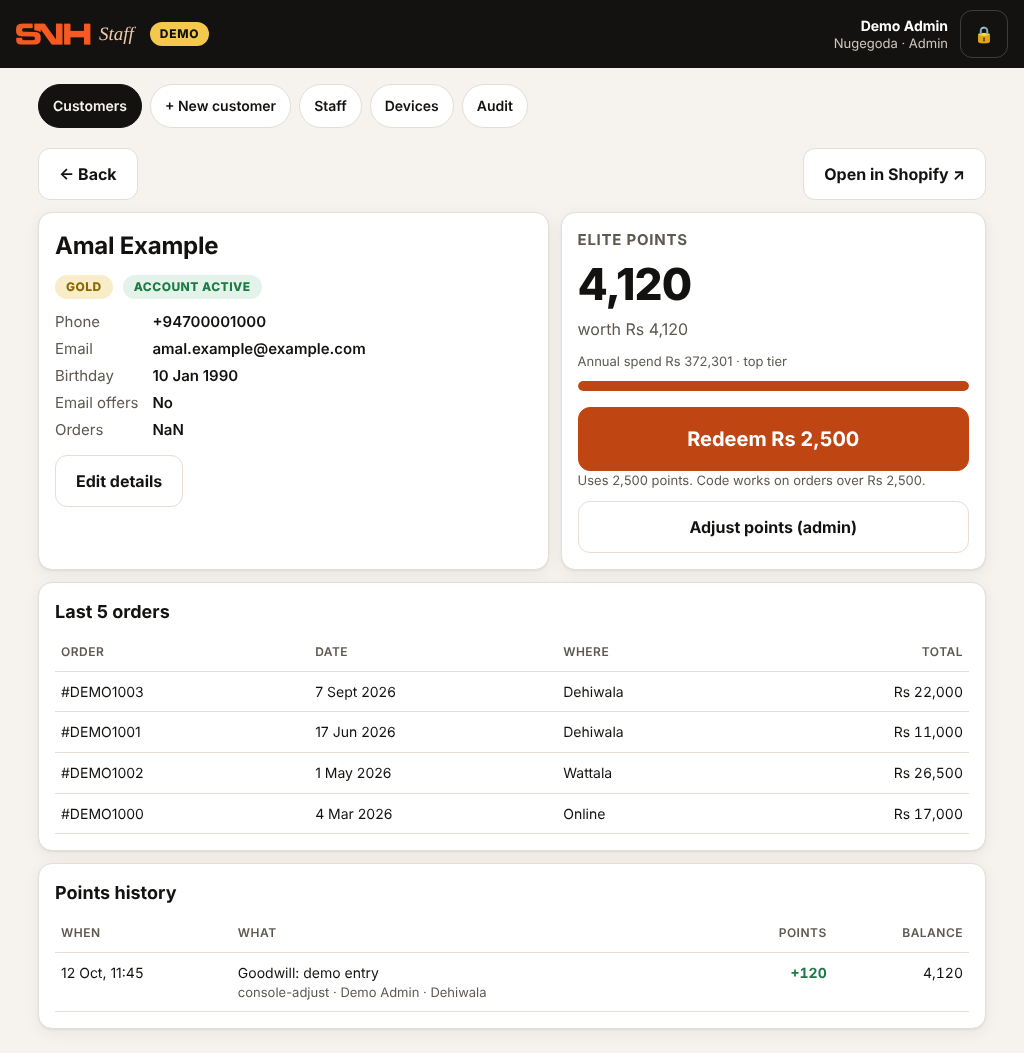 SNH Staff DEMO
Demo Admin
Nugegoda · Admin
🔒
Customers + New customer Staff Devices Audit
← Back Open in Shopify ↗
Amal Example
GOLD ACCOUNT ACTIVE
Phone +94700001000
Email amal.example@example.com
Birthday 10 Jan 1990
Email offers No
Orders NaN
Edit details
ELITE POINTS
4,120
worth Rs 4,120
Annual spend Rs 372,301 · top tier
Redeem Rs 2,500
Uses 2,500 points. Code works on orders over Rs 2,500.
Adjust points (admin)
Last 5 orders
ORDER DATE WHERE TOTAL
#DEMO1003 7 Sept 2026 Dehiwala Rs 22,000
#DEMO1001 17 Jun 2026 Dehiwala Rs 11,000
#DEMO1002 1 May 2026 Wattala Rs 26,500
#DEMO1000 4 Mar 2026 Online Rs 17,000
Points history
WHEN WHAT POINTS BALANCE
12 Oct, 11:45 Goodwill: demo entry +120 4,120
console-adjust · Demo Admin · Dehiwala